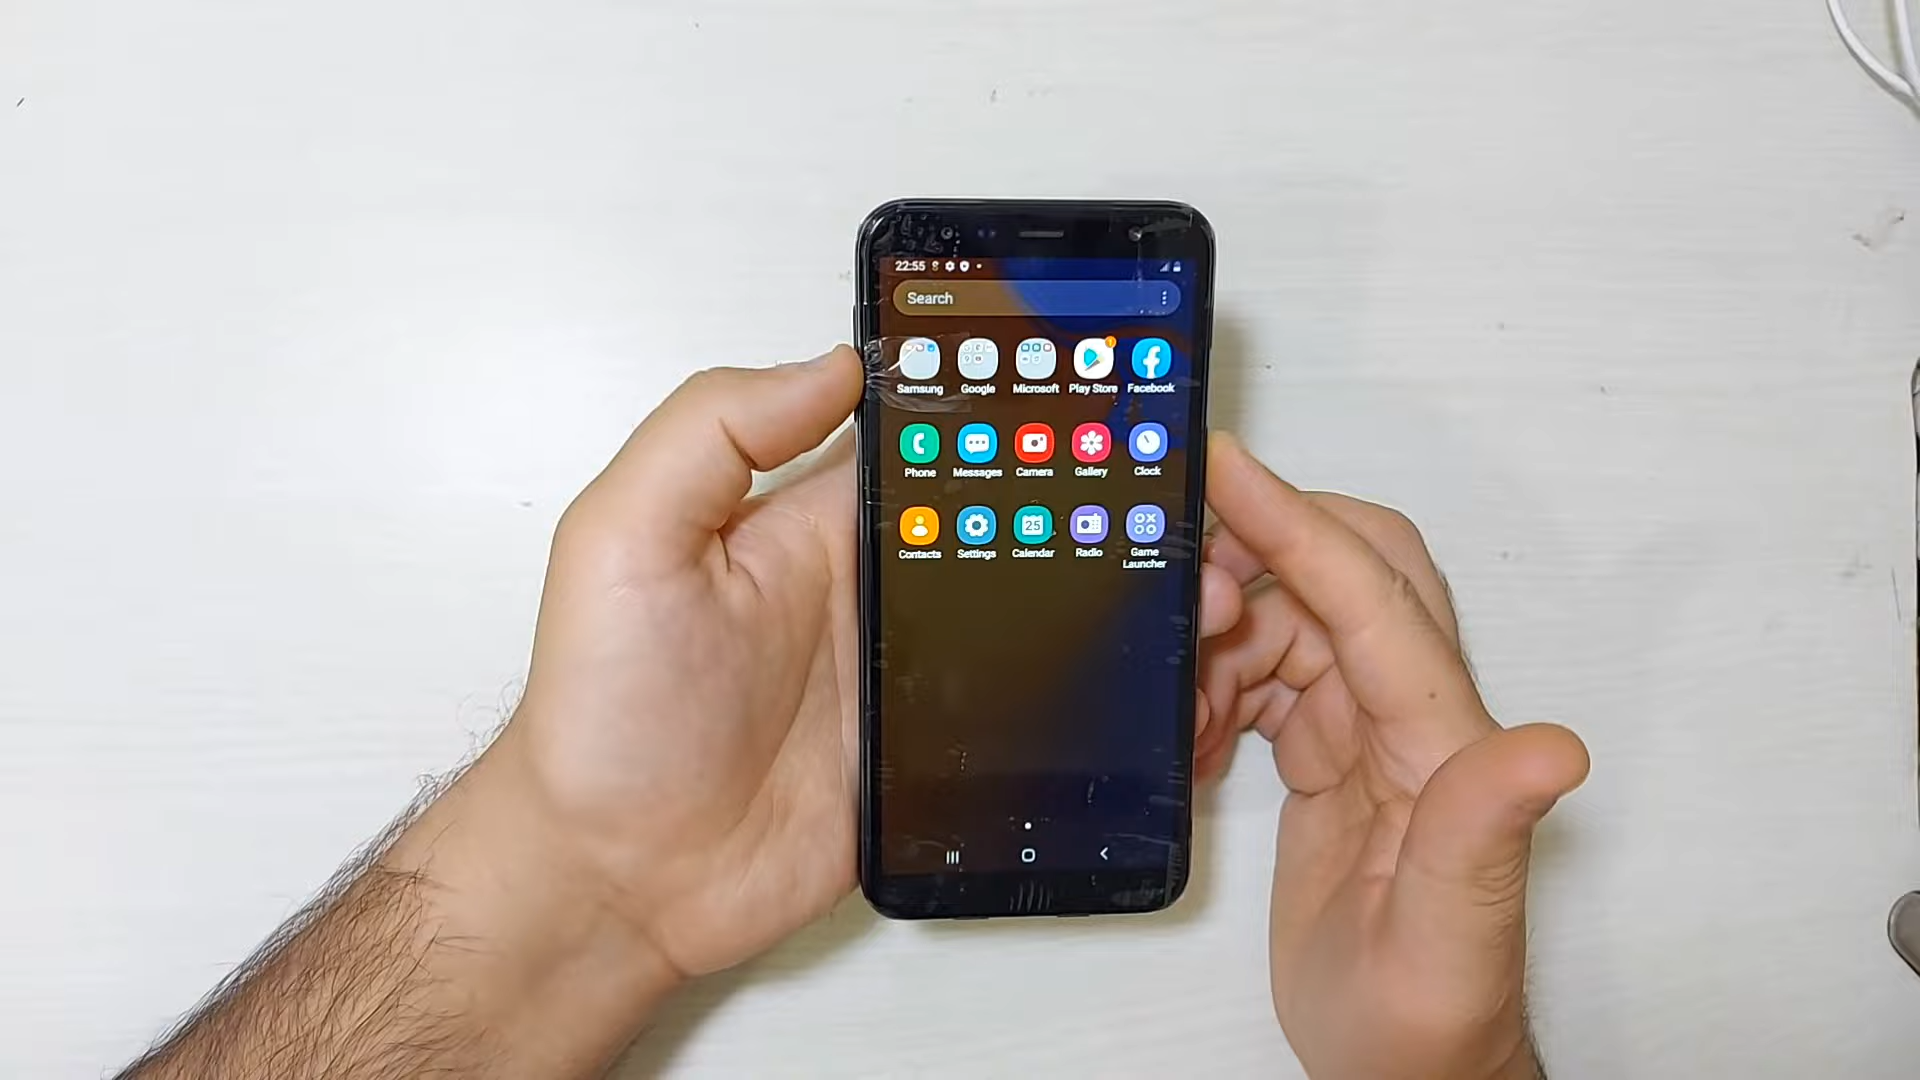 22:55
Search
Samsung Google Microsoft Play Store Facebook
Phone Messages Camera Gallery Clock
25
Contacts Settings Calendar Radio Game Launcher